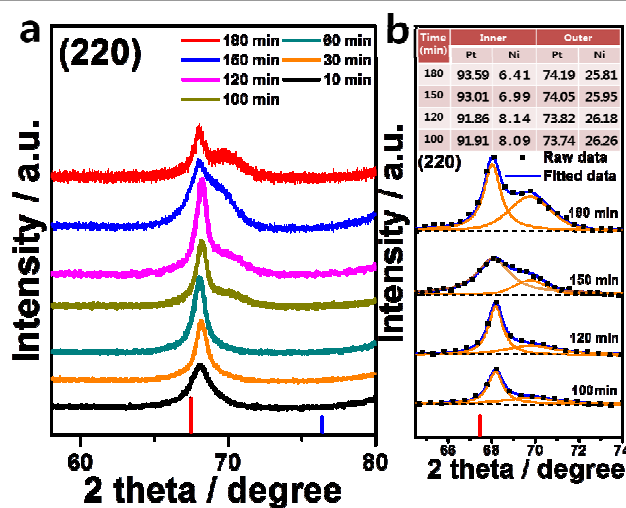 a
(220)
180 min
150 min
120 min
100 min
60 min
30 min
10 min
Intensity / a.u.
60 70 80
2 theta / degree
b
Time (min) Inner Outer
Pt Ni Pt Ni
180 93.59 6.41 74.19 25.81
150 93.01 6.99 74.05 25.95
120 91.86 8.14 73.82 26.18
100 91.91 8.09 73.74 26.26
(220)
Raw data
Fitted data
180 min
150 min
120 min
100min
Intensity / a.u.
66 68 70 72 74
2 theta / degree